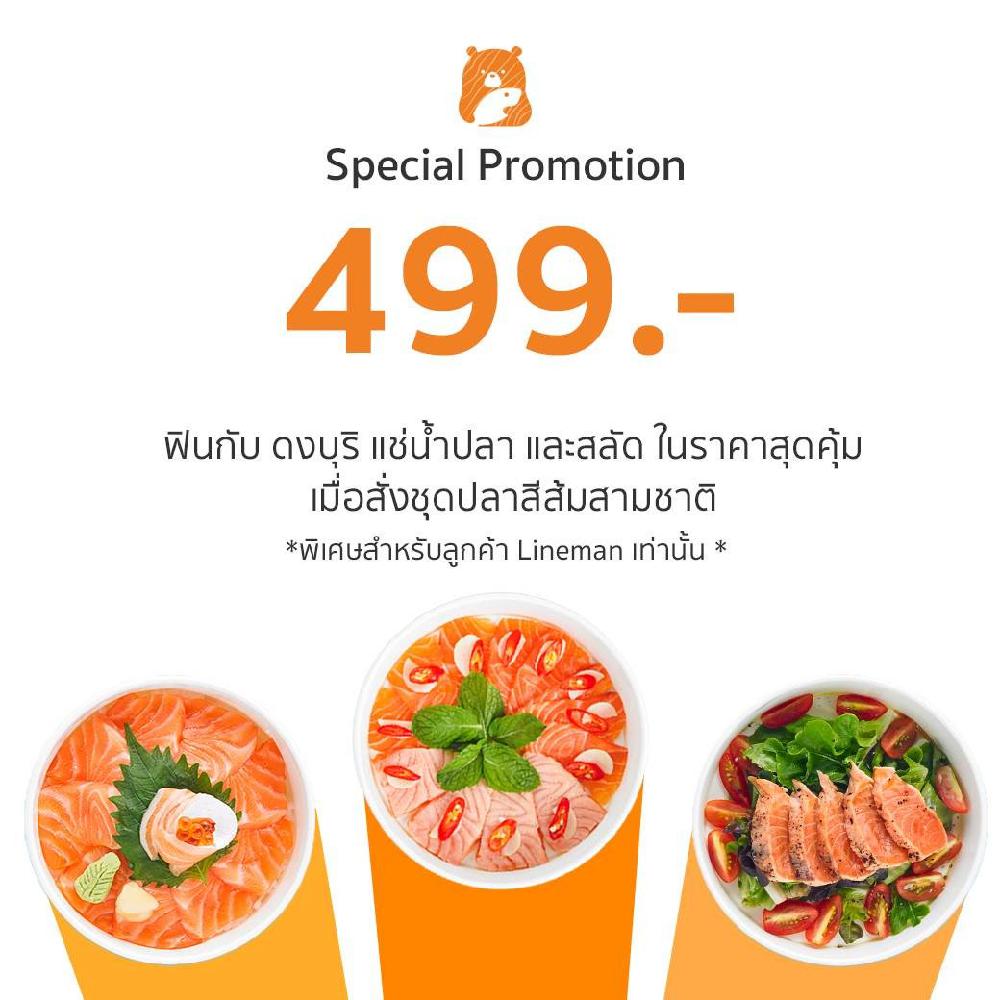 Special Promotion
499.-
ฟินกับ ดงบุริ แช่น้ำปลา และสลัด ในราคาสุดคุ้ม
เมื่อสั่งชุดปลาสีส้มสามชาติ
*พิเศษสำหรับลูกค้า Lineman เท่านั้น *